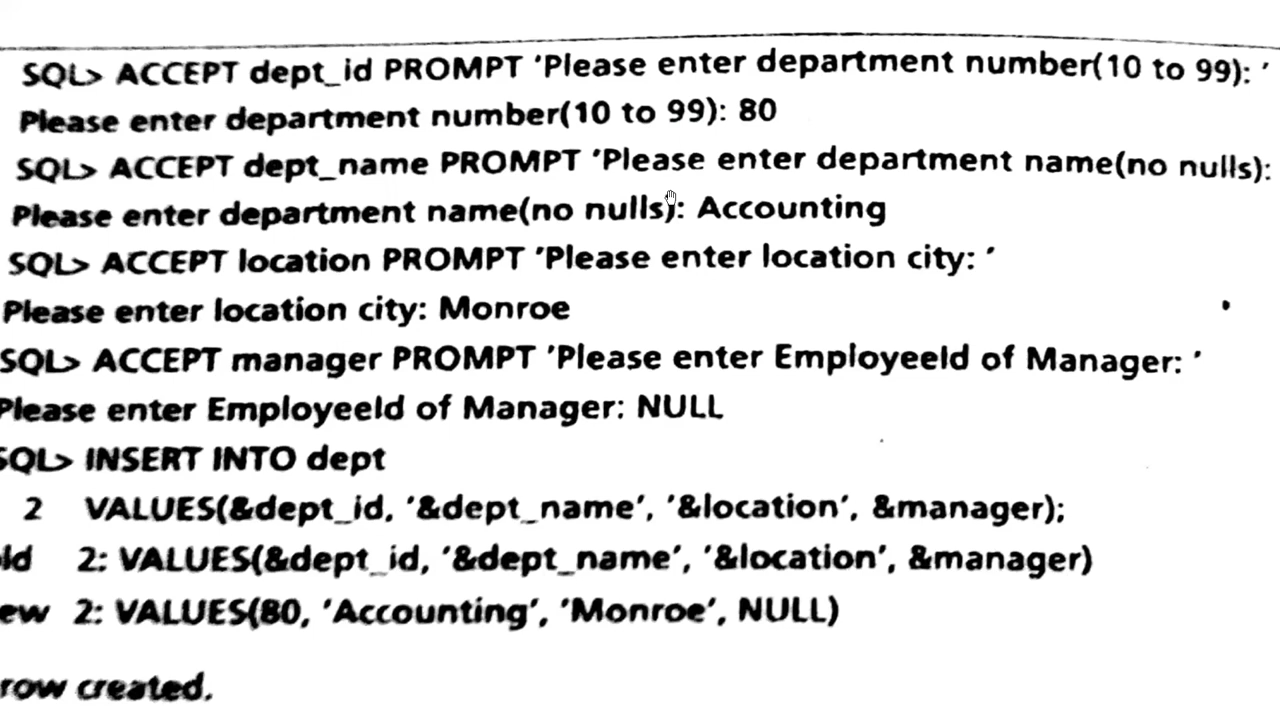 SQL> ACCEPT dept_id PROMPT 'Please enter department number(10 to 99): '
Please enter department number(10 to 99): 80
SQL> ACCEPT dept_name PROMPT 'Please enter department name(no nulls):
Please enter department name(no nulls): Accounting
SQL> ACCEPT location PROMPT 'Please enter location city: '
Please enter location city: Monroe
SQL> ACCEPT manager PROMPT 'Please enter EmployeeId of Manager: '
Please enter EmployeeId of Manager: NULL
SQL> INSERT INTO dept
2 VALUES(&dept_id, '&dept_name', '&location', &manager);
ld 2: VALUES(&dept_id, '&dept_name', '&location', &manager)
ew 2: VALUES(80, 'Accounting', 'Monroe', NULL)
row created.